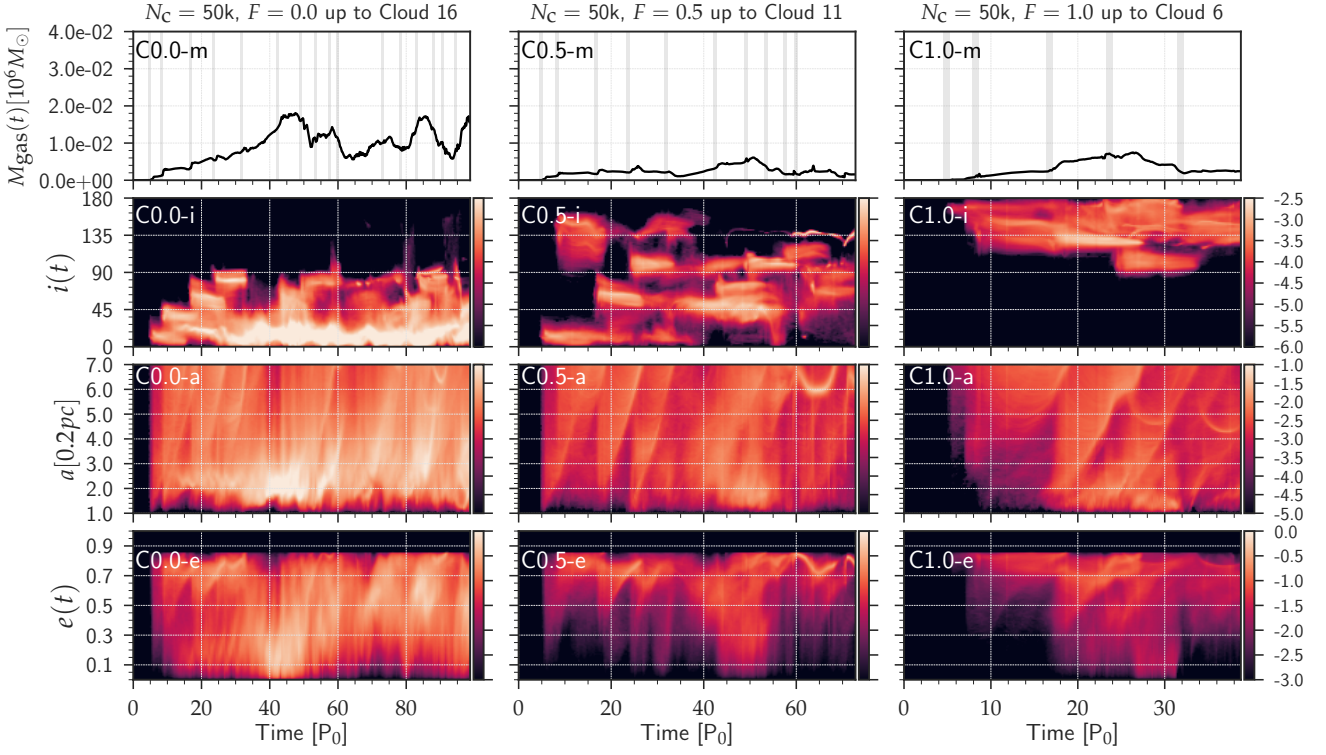 N_C = 50k, F = 0.0 up to Cloud 16
N_C = 50k, F = 0.5 up to Cloud 11
N_C = 50k, F = 1.0 up to Cloud 6
M_gas(t)[10^6 M_⊙]
4.0e-02
3.0e-02
2.0e-02
1.0e-02
0.0e+00
C0.0-m
C0.5-m
C1.0-m
i(t)
180
135
90
45
0
C0.0-i
C0.5-i
C1.0-i
-2.5
-3.0
-3.5
-4.0
-4.5
-5.0
-5.5
-6.0
a[0.2pc]
7.0
6.0
5.0
4.0
3.0
2.0
1.0
C0.0-a
C0.5-a
C1.0-a
-1.0
-1.5
-2.0
-2.5
-3.0
-3.5
-4.0
-4.5
-5.0
e(t)
0.9
0.7
0.5
0.3
0.1
C0.0-e
C0.5-e
C1.0-e
0.0
-0.5
-1.0
-1.5
-2.0
-2.5
-3.0
0 20 40 60 80
0 20 40 60
0 10 20 30
Time [P_0]
Time [P_0]
Time [P_0]